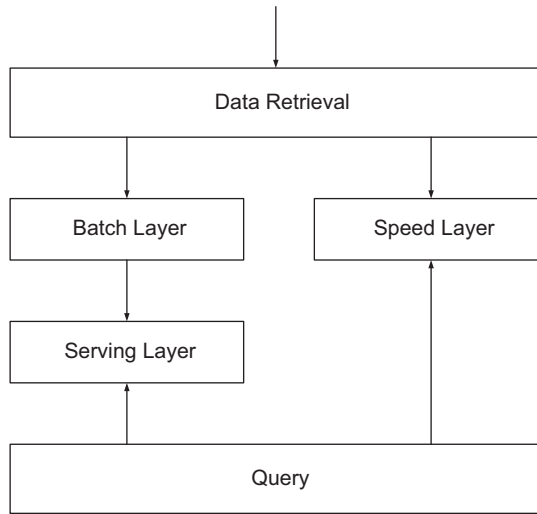 Data Retrieval
Batch Layer
Speed Layer
Serving Layer
Query